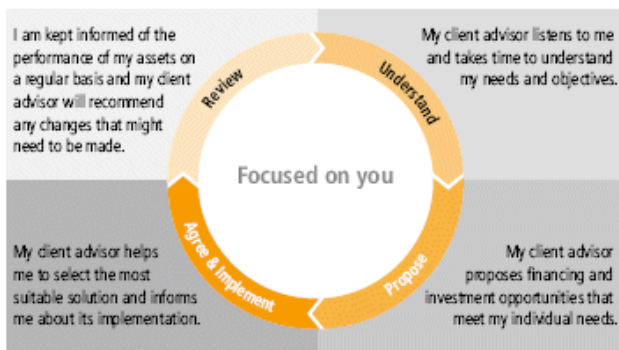 I am kept informed of the
performance of my assets on
a regular basis and my client
advisor will recommend
any changes that might
need to be made.
Review
Understand
My client advisor listens to me
and takes time to understand
my needs and objectives.
Focused on you
My client advisor helps
me to select the most
suitable solution and informs
me about its implementation.
Agree & Implement
Propose
My client advisor
proposes financing and
investment opportunities that
meet my individual needs.